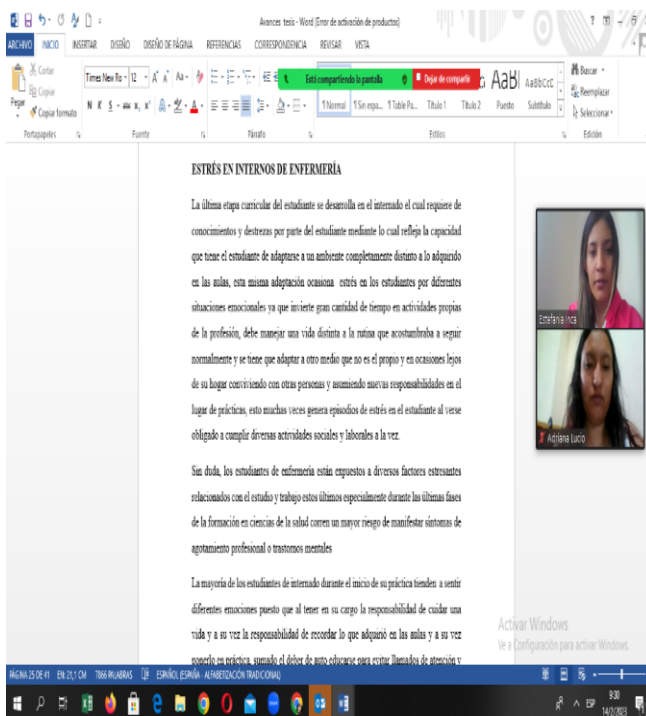 Avances tesis - Word (Error de activación de productos)
ARCHIVO INICIO INSERTAR DISEÑO DISEÑO DE PÁGINA REFERENCIAS CORRESPONDENCIA REVISAR VISTA
Cortar
Copiar
Copiar formato
Pegar
Times New Ro 12
Está compartiendo la pantalla Dejar de compartir
AaBl AaBbCcC
1 Normal 1 Sin espa... 1 Table Pa... Título 1 Título 2 Puesto Subtítulo
Buscar
Reemplazar
Seleccionar
Portapapeles Fuente Párrafo Estilos Edición
ESTRÉS EN INTERNOS DE ENFERMERÍA
La última etapa curricular del estudiante se desarrolla en el internado el cual requiere de
conocimientos y destrezas por parte del estudiante mediante lo cual refleja la capacidad
que tiene el estudiante de adaptarse a un ambiente completamente distinto a lo adquirido
en las aulas, esta misma adaptación ocasiona estrés en los estudiantes por diferentes
situaciones emocionales ya que invierte gran cantidad de tiempo en actividades propias
de la profesión, debe manejar una vida distinta a la rutina que acostumbraba a seguir
normalmente y se tiene que adaptar a otro medio que no es el propio y en ocasiones lejos
de su hogar conviviendo con otras personas y asumiendo nuevas responsabilidades en el
lugar de prácticas, esto muchas veces genera episodios de estrés en el estudiante al verse
obligado a cumplir diversas actividades sociales y laborales a la vez.
Sin duda, los estudiantes de enfermería están expuestos a diversos factores estresantes
relacionados con el estudio y trabajo estos últimos especialmente durante las últimas fases
de la formación en ciencias de la salud corren un mayor riesgo de manifestar síntomas de
agotamiento profesional o trastornos mentales
La mayoría de los estudiantes de internado durante el inicio de su práctica tienden a sentir
diferentes emociones puesto que al tener en su cargo la responsabilidad de cuidar una
vida y a su vez la responsabilidad de recordar lo que adquirió en las aulas y a su vez
ponerlo en práctica, sumado el deber de auto educarse para evitar llamados de atención y
Estefania Inca
Adriana Lucio
Activar Windows
Ve a Configuración para activar Windows.
PÁGINA 25 DE 41 EN: 21,1 CM 7866 PALABRAS ESPAÑOL (ESPAÑA - ALFABETIZACIÓN TRADICIONAL)
ESP
9:30
14/2/2023